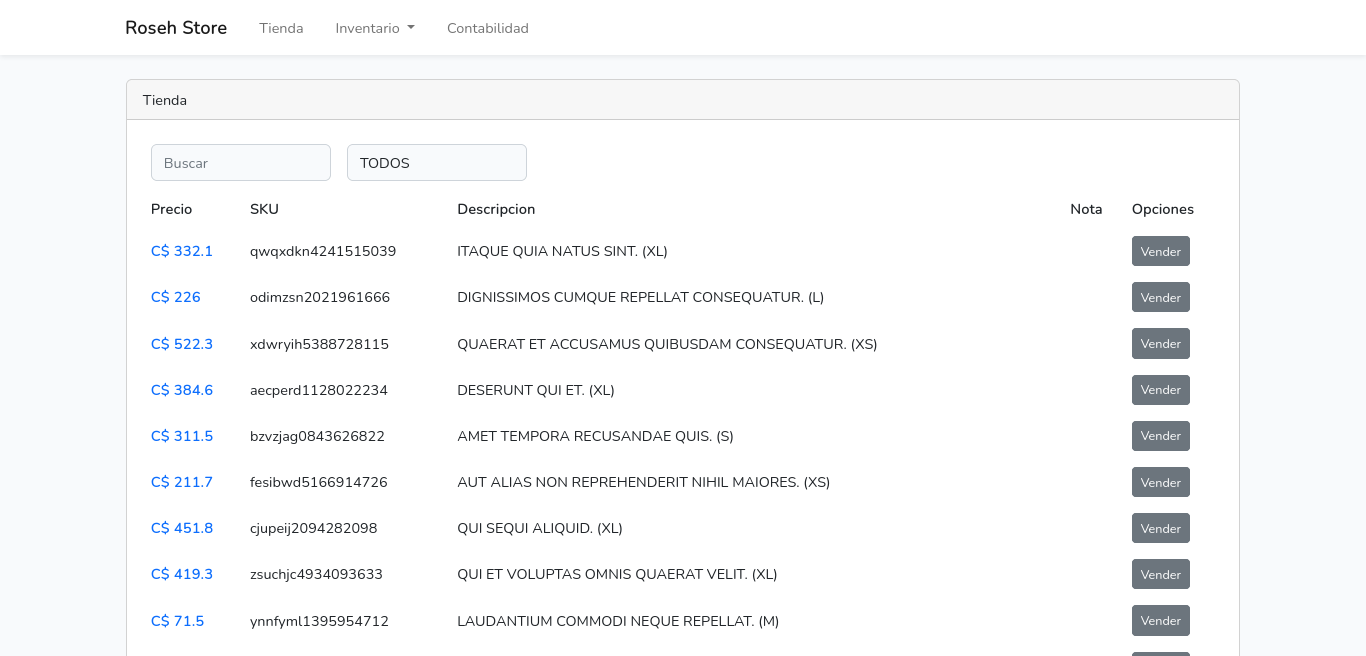 Roseh Store Tienda Inventario Contabilidad
Tienda
Buscar TODOS
Precio SKU Descripcion Nota Opciones
C$ 332.1 qwqxdkn4241515039 ITAQUE QUIA NATUS SINT. (XL) Vender
C$ 226 odimzsn2021961666 DIGNISSIMOS CUMQUE REPELLAT CONSEQUATUR. (L) Vender
C$ 522.3 xdwryih5388728115 QUAERAT ET ACCUSAMUS QUIBUSDAM CONSEQUATUR. (XS) Vender
C$ 384.6 aecperd1128022234 DESERUNT QUI ET. (XL) Vender
C$ 311.5 bzvzjag0843626822 AMET TEMPORA RECUSANDAE QUIS. (S) Vender
C$ 211.7 fesibwd5166914726 AUT ALIAS NON REPREHENDERIT NIHIL MAIORES. (XS) Vender
C$ 451.8 cjupeij2094282098 QUI SEQUI ALIQUID. (XL) Vender
C$ 419.3 zsuchjc4934093633 QUI ET VOLUPTAS OMNIS QUAERAT VELIT. (XL) Vender
C$ 71.5 ynnfyml1395954712 LAUDANTIUM COMMODI NEQUE REPELLAT. (M) Vender